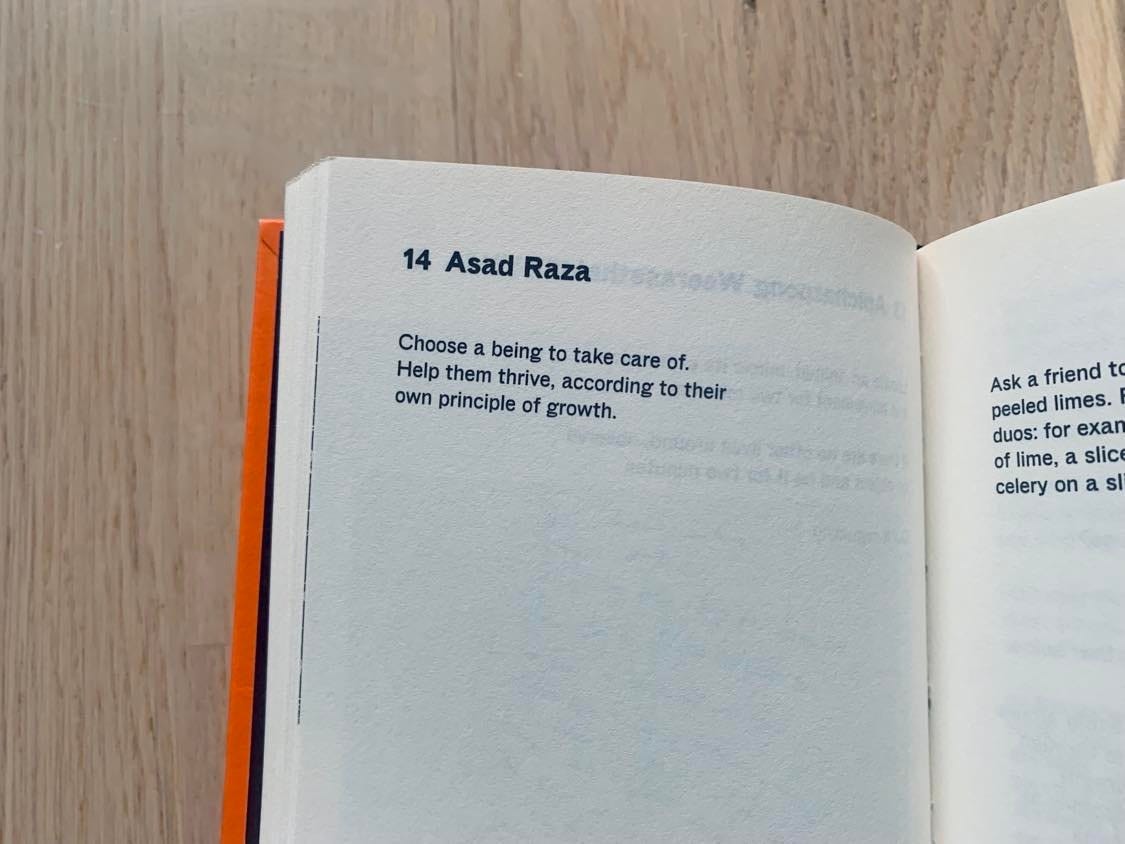 14 Asad Raza
Choose a being to take care of.
Help them thrive, according to their
own principle of growth.
Ask a friend to
peeled limes.
duos: for exam
of lime, a slice
celery on a sli